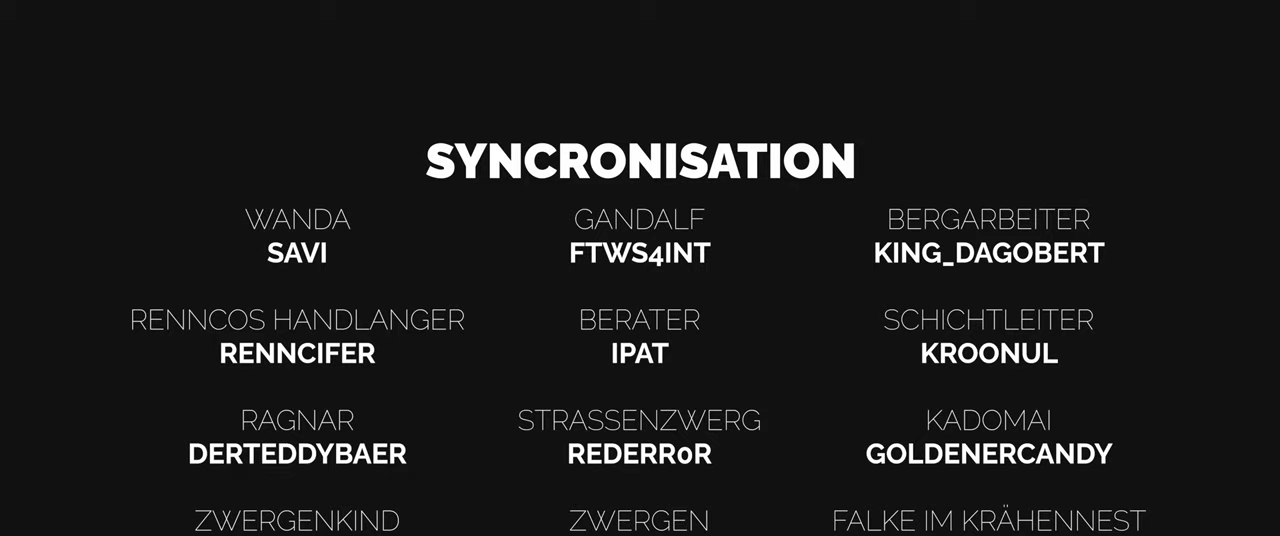 SYNCRONISATION
WANDA GANDALF BERGARBEITER
SAVI FTWS4INT KING_DAGOBERT
RENNCOS HANDLANGER BERATER SCHICHTLEITER
RENNCIFER IPAT KROONUL
RAGNAR STRASSENZWERG KADOMAI
DERTEDDYBAER REDERR0R GOLDENERCANDY
ZWERGENKIND ZWERGEN FALKE IM KRÄHENNEST